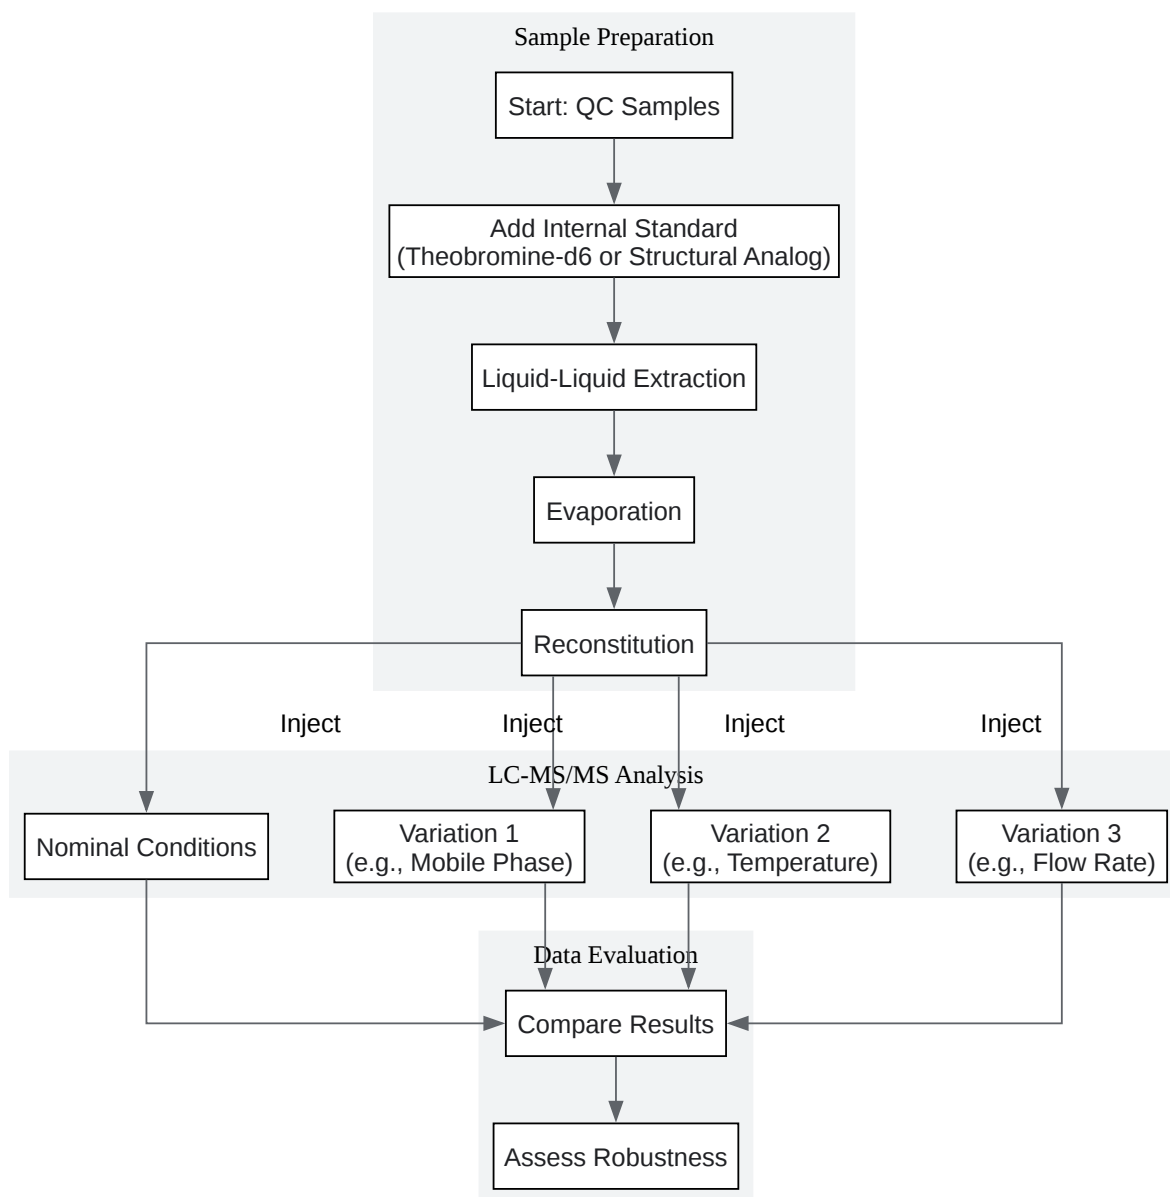 Sample Preparation
Start: QC Samples
Add Internal Standard
(Theobromine-d6 or Structural Analog)
Liquid-Liquid Extraction
Evaporation
Reconstitution
Inject
Inject
Inject
Inject
LC-MS/MS Analysis
Nominal Conditions
Variation 1
(e.g., Mobile Phase)
Variation 2
(e.g., Temperature)
Variation 3
(e.g., Flow Rate)
Data Evaluation
Compare Results
Assess Robustness